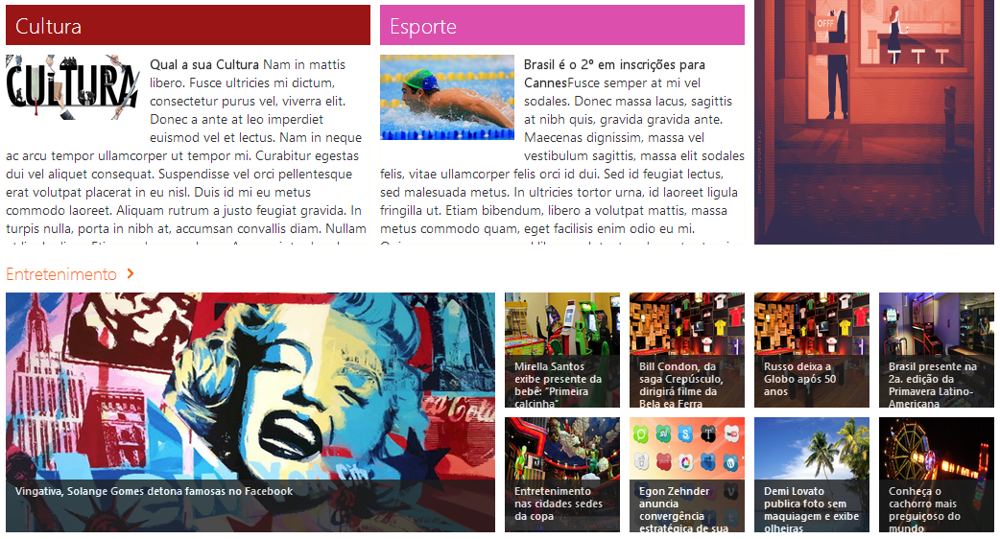 Cultura
CULTURA
Qual a sua Cultura Nam in mattis
libero. Fusce ultricies mi dictum,
consectetur purus vel, viverra elit.
Donec a ante at leo imperdiet
euismod vel et lectus. Nam in neque
ac arcu tempor ullamcorper ut tempor mi. Curabitur egestas
dui vel aliquet consequat. Suspendisse vel orci pellentesque
erat volutpat placerat in eu nisl. Duis id mi eu metus
commodo laoreet. Aliquam rutrum a justo feugiat gravida. In
turpis nulla, porta in nibh at, accumsan convallis diam. Nullam
Esporte
Brasil é o 2º em inscrições para
CannesFusce semper at mi vel
sodales. Donec massa lacus, sagittis
at nibh quis, gravida gravida ante.
Maecenas dignissim, massa vel
vestibulum sagittis, massa elit sodales
felis, vitae ullamcorper felis orci id dui. Sed id feugiat lectus,
sed malesuada metus. In ultricies tortor urna, id laoreet ligula
fringilla ut. Etiam bibendum, libero a volutpat mattis, massa
metus commodo quam, eget facilisis enim odio eu mi.
OFFF
Entretenimento
Coca-Cola
City
Vingativa, Solange Gomes detona famosas no Facebook
Mirella Santos
exibe presente da
bebê: "Primeira
calcinha"
Bill Condon, da
saga Crepúsculo,
dirigirá filme da
Bela ea Ferra
Russo deixa a
Globo após 50
anos
Brasil presente na
2a. edição da
Primavera Latino-
Americana
Entretenimento
nas cidades sedes
da copa
Egon Zehnder
anuncia
convergência
estratégica de sua
Demi Lovato
publica foto sem
maquiagem e exibe
olheiras
Conheça o
cachorro mais
preguiçoso do
mundo